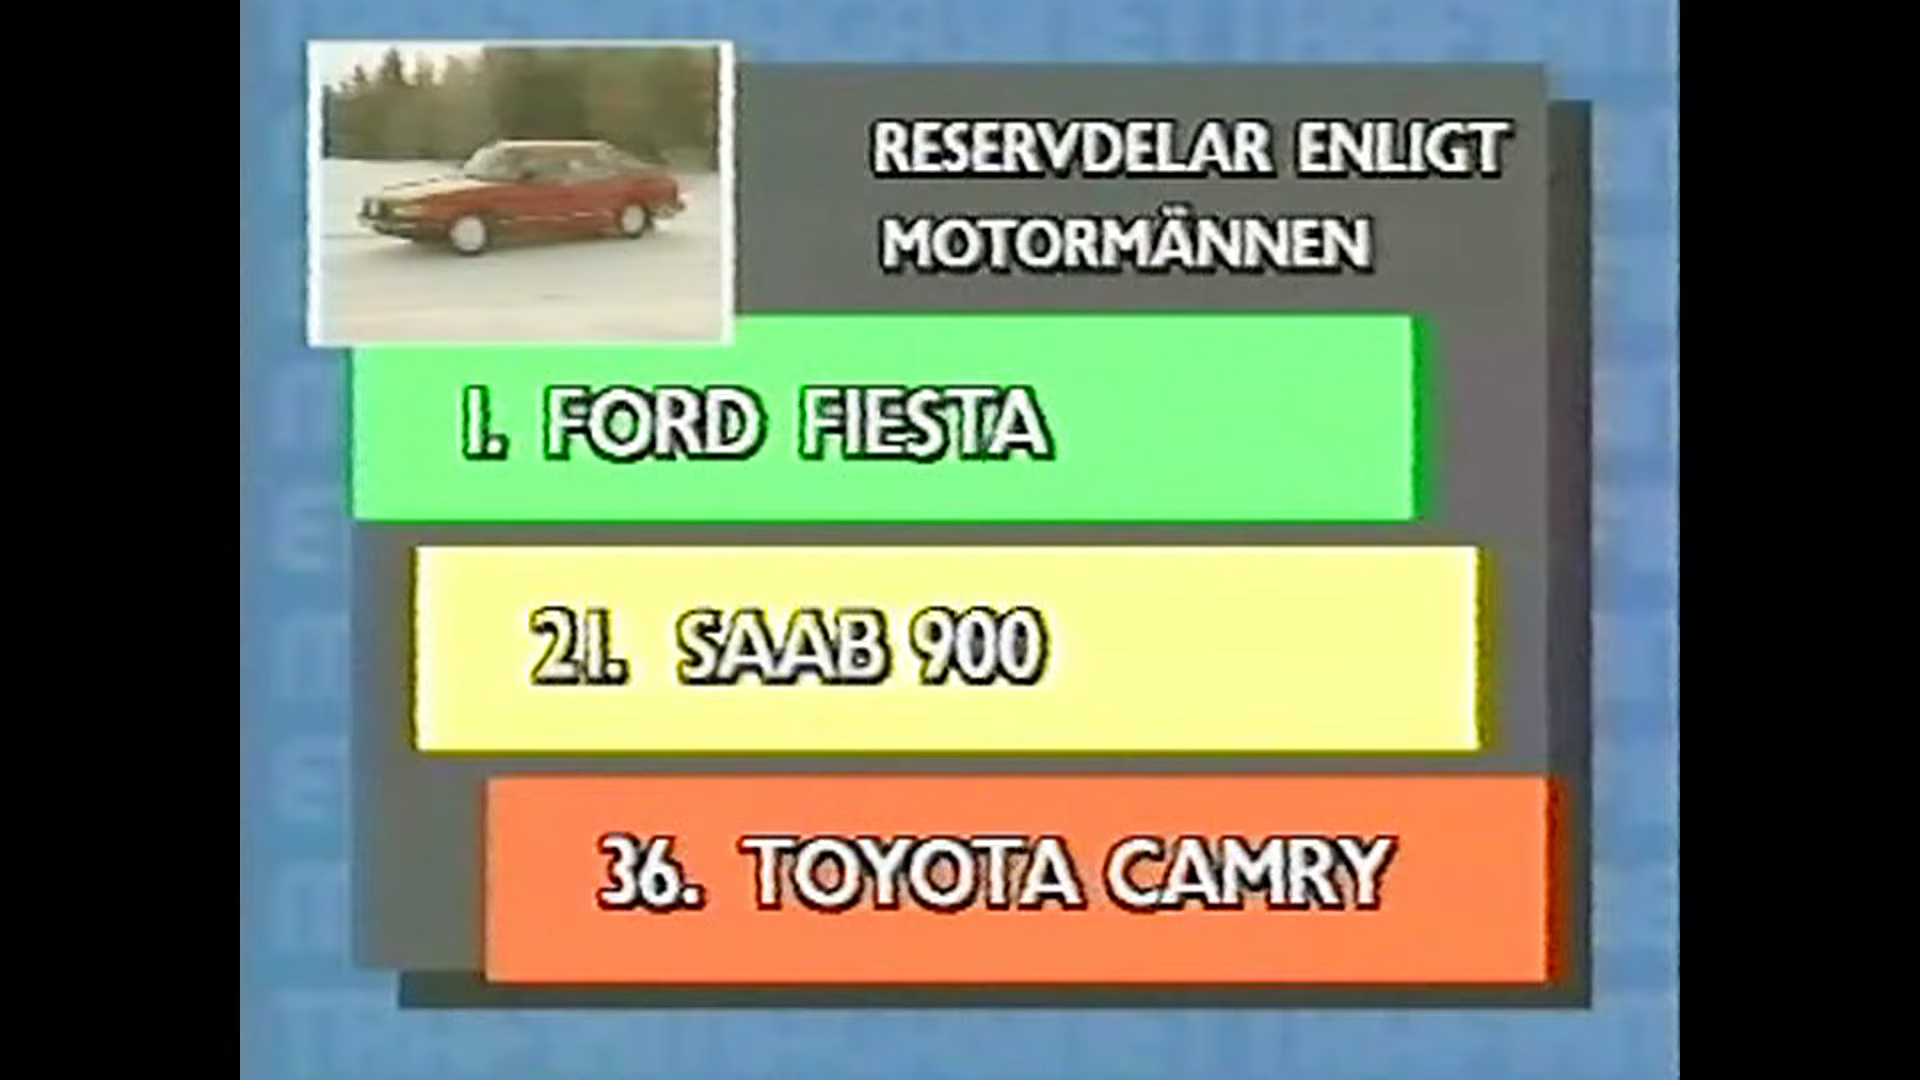 RESERVDELAR ENLIGT
MOTORMÄNNEN
1. FORD FIESTA
21. SAAB 900
36. TOYOTA CAMRY